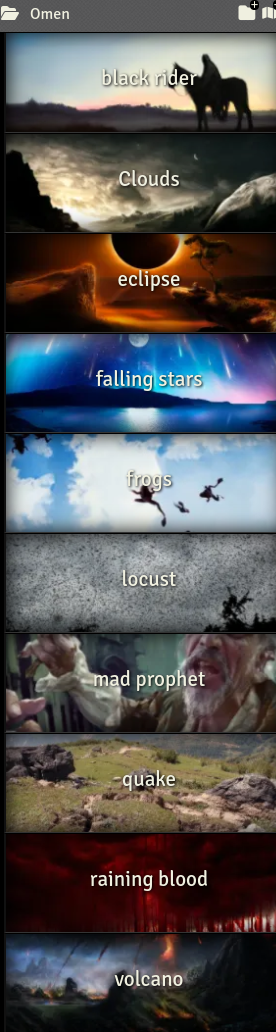 Omen
black rider
Clouds
eclipse
falling stars
frogs
locust
mad prophet
quake
raining blood
volcano